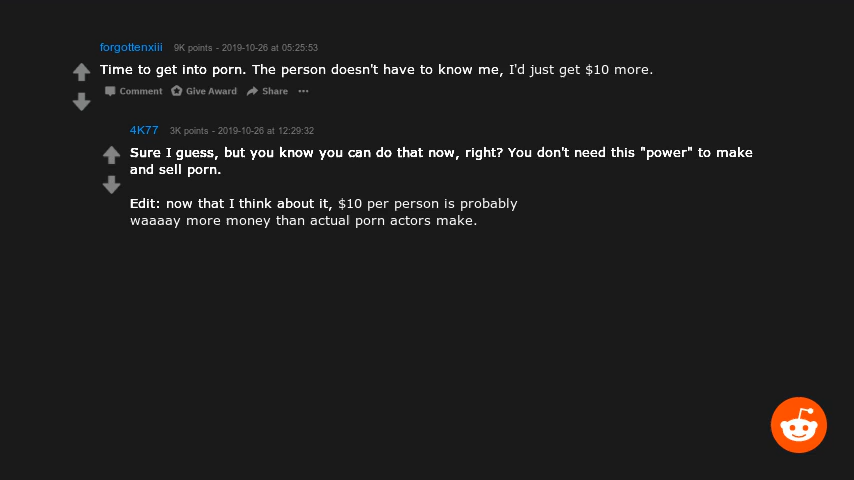 forgottenxiii 9K points - 2019-10-26 at 05:25:53
Time to get into porn. The person doesn't have to know me, I'd just get $10 more.
Comment Give Award Share ...
4K77 3K points - 2019-10-26 at 12:29:32
Sure I guess, but you know you can do that now, right? You don't need this "power" to make
and sell porn.
Edit: now that I think about it, $10 per person is probably
waaaay more money than actual porn actors make.